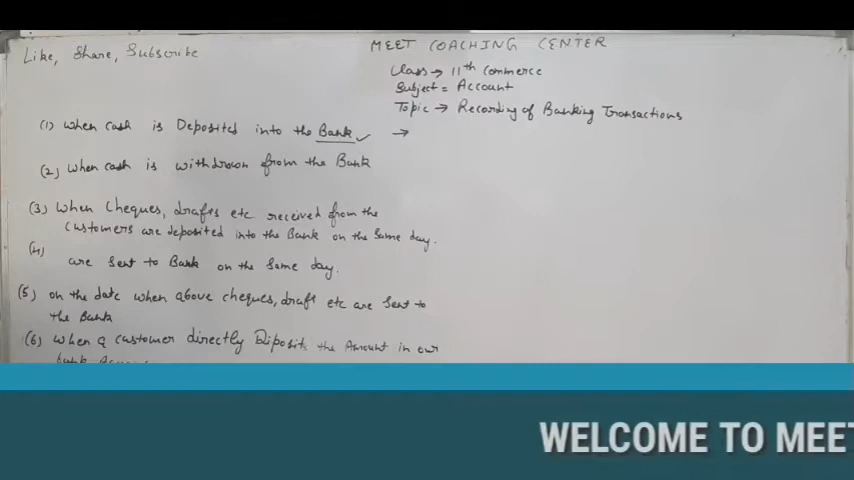 Like, Share, Subscribe
MEET COACHING CENTER
Class → 11th Commerce
Subject = Account
Topic → Recording of Banking Transactions
(1) When cash is Deposited into the Bank ✓ →
(2) When cash is withdrawn from the Bank
(3) When Cheques, drafts etc received from the
Customers are deposited into the Bank on the Same day.
(4)
are Sent to Bank on the Same day.
(5) on the date when above cheques, draft etc are Sent to
the Bank
(6) When a customer directly Diposits the Amount in our
bank
WELCOME TO MEET